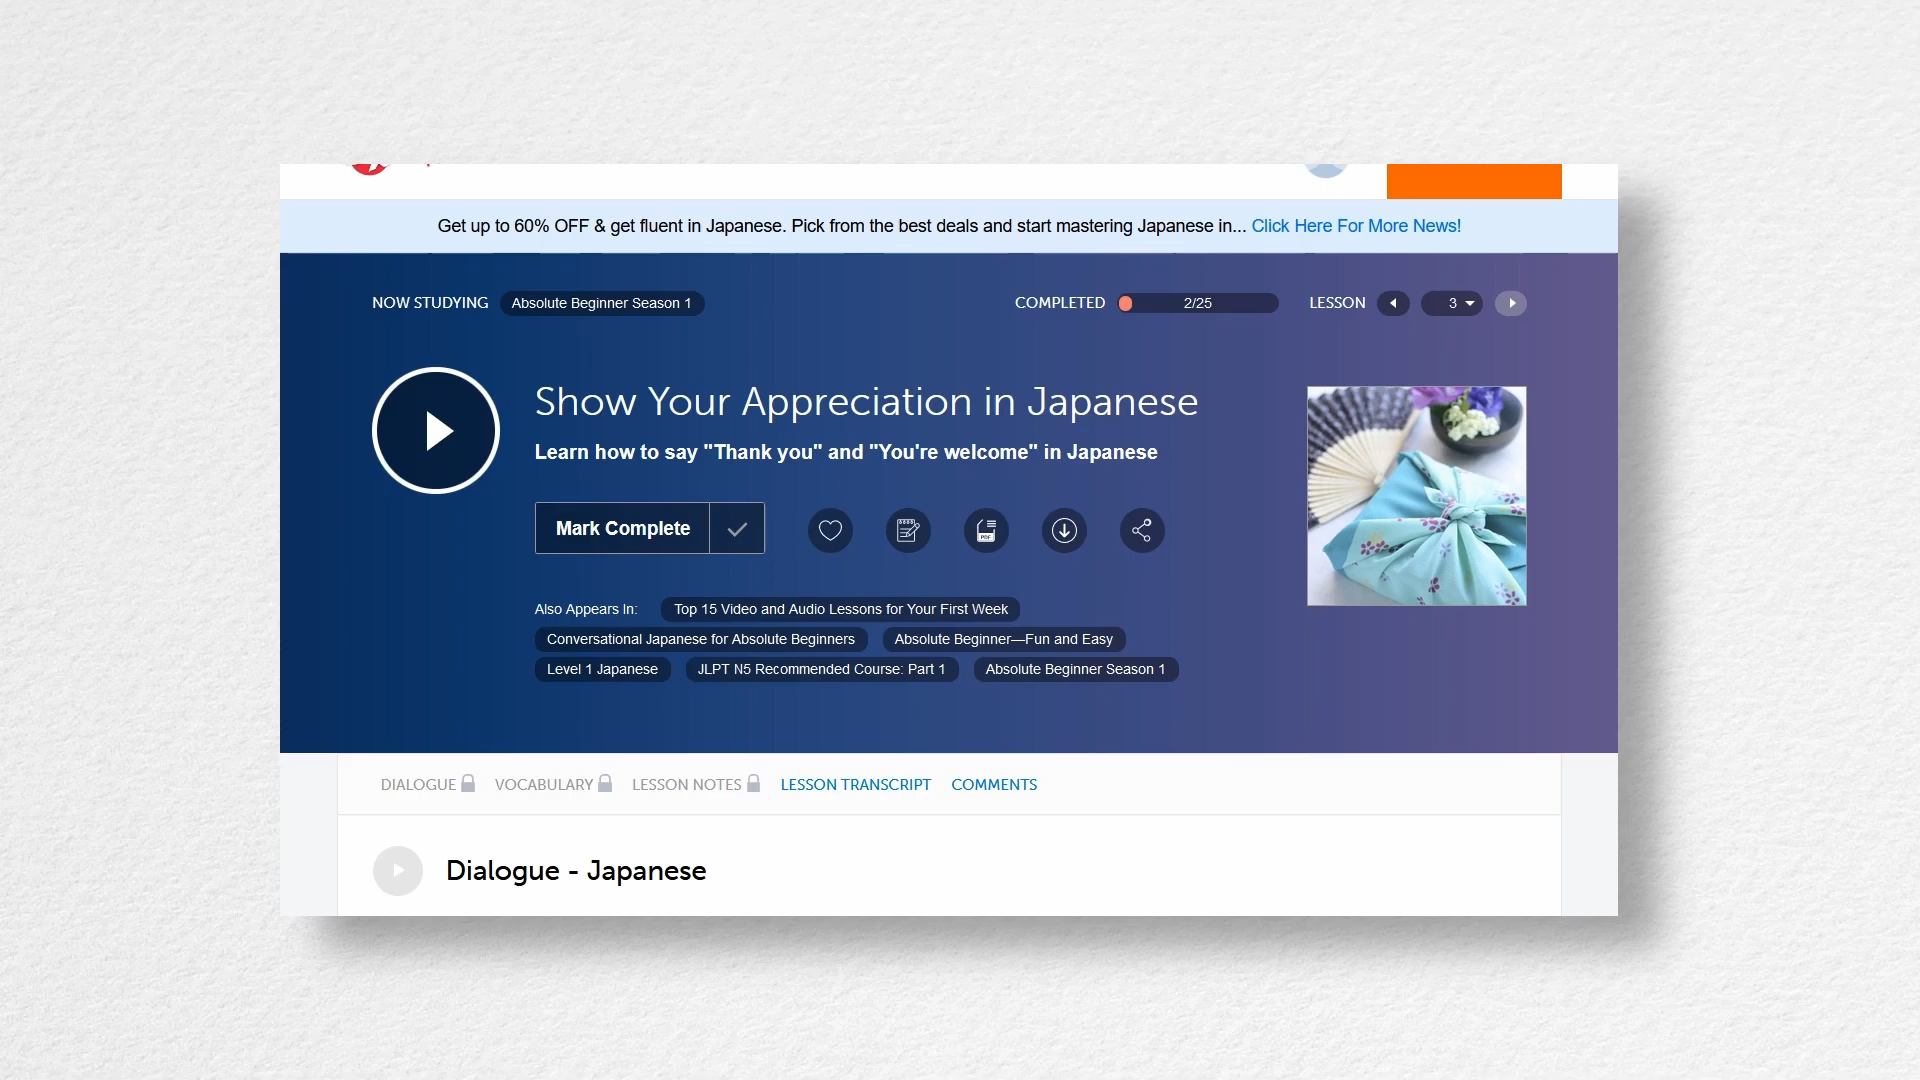 Get up to 60% OFF & get fluent in Japanese. Pick from the best deals and start mastering Japanese in... Click Here For More News!
NOW STUDYING Absolute Beginner Season 1 COMPLETED 2/25 LESSON 3
Show Your Appreciation in Japanese
Learn how to say "Thank you" and "You're welcome" in Japanese
Mark Complete
PDF
Also Appears In: Top 15 Video and Audio Lessons for Your First Week
Conversational Japanese for Absolute Beginners Absolute Beginner—Fun and Easy
Level 1 Japanese JLPT N5 Recommended Course: Part 1 Absolute Beginner Season 1
DIALOGUE VOCABULARY LESSON NOTES LESSON TRANSCRIPT COMMENTS
Dialogue - Japanese